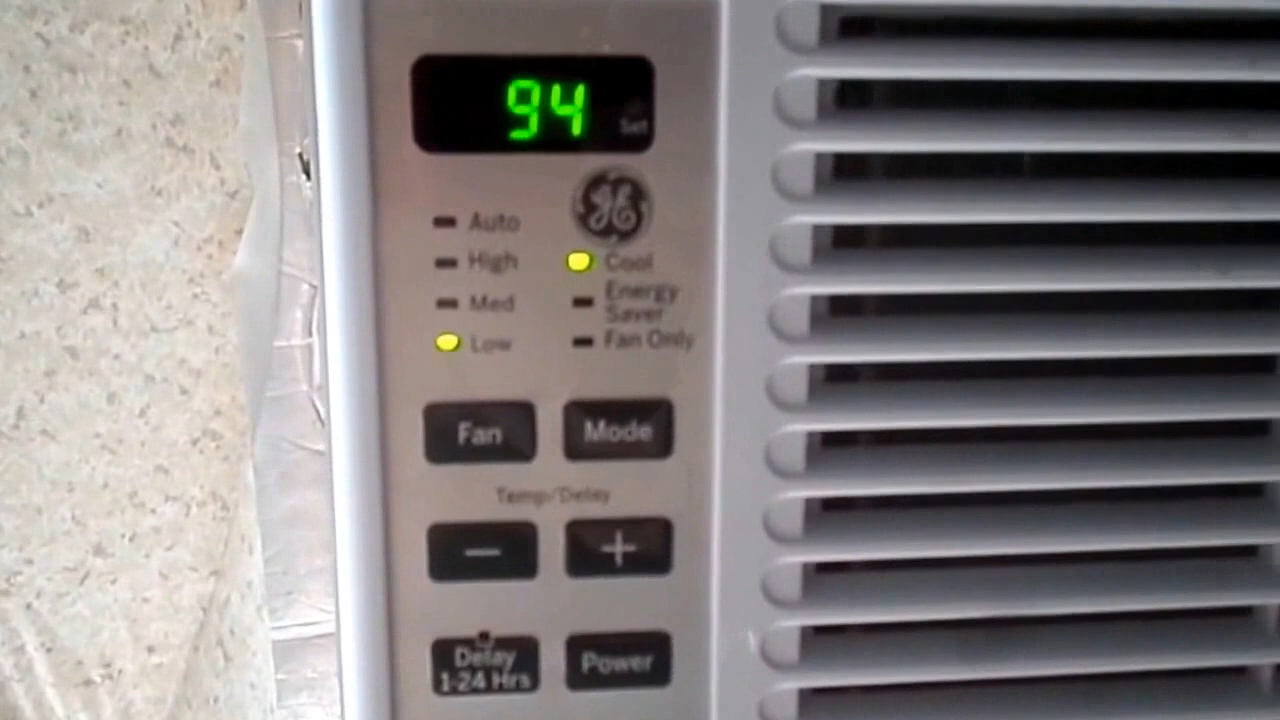 94
Set
GE
Auto
High
Cool
Med
Energy
Saver
Low
Fan Only
Fan
Mode
Temp/Delay
−
+
Delay
1-24 Hrs
Power